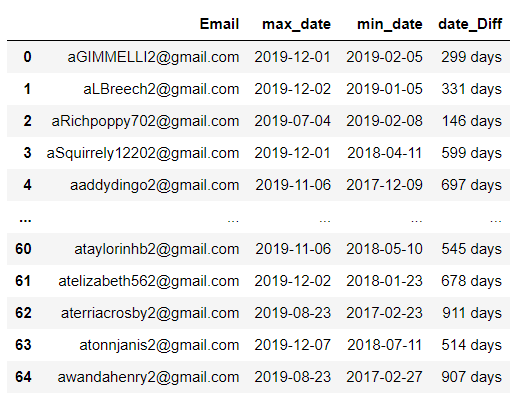 Email max_date min_date date_Diff
0 aGIMMELLI2@gmail.com 2019-12-01 2019-02-05 299 days
1 aLBreech2@gmail.com 2019-12-02 2019-01-05 331 days
2 aRichpoppy702@gmail.com 2019-07-04 2019-02-08 146 days
3 aSquirrely12202@gmail.com 2019-12-01 2018-04-11 599 days
4 aaddydingo2@gmail.com 2019-11-06 2017-12-09 697 days
... ... ... ... ...
60 ataylorinhb2@gmail.com 2019-11-06 2018-05-10 545 days
61 atelizabeth562@gmail.com 2019-12-02 2018-01-23 678 days
62 aterriacrosby2@gmail.com 2019-08-23 2017-02-23 911 days
63 atonnjanis2@gmail.com 2019-12-07 2018-07-11 514 days
64 awandahenry2@gmail.com 2019-08-23 2017-02-27 907 days